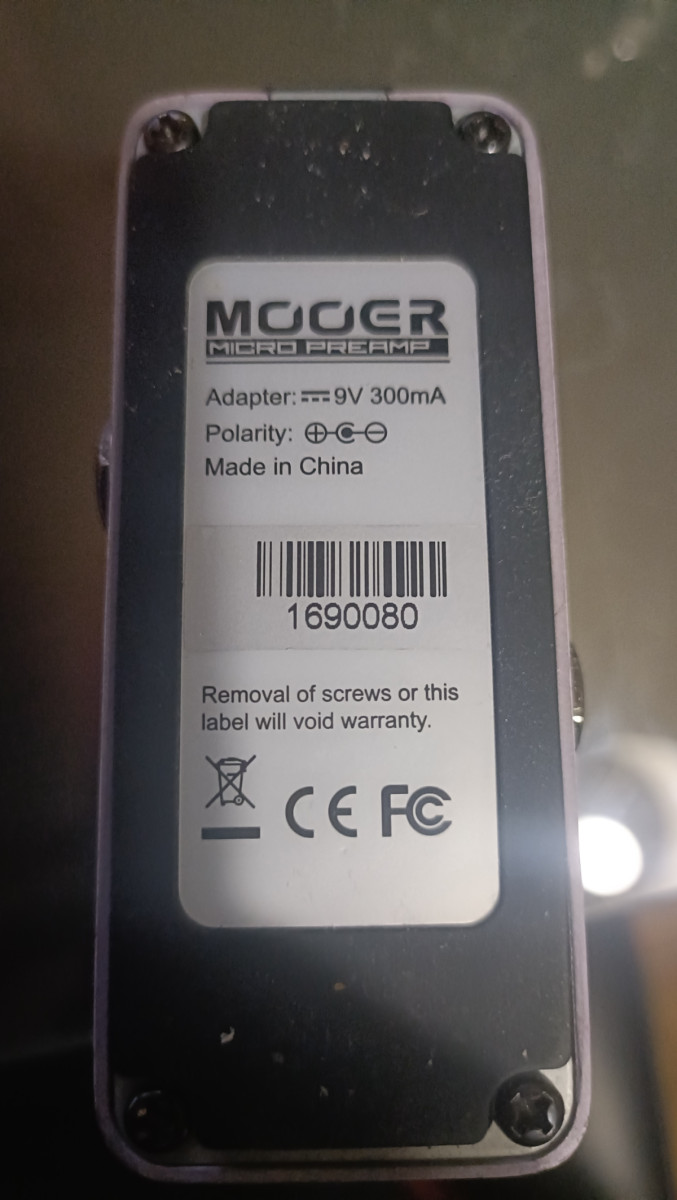 MOOER
MICRO PREAMP
Adapter: 9V 300mA
Polarity:
Made in China
1690080
Removal of screws or this
label will void warranty.
CE FC